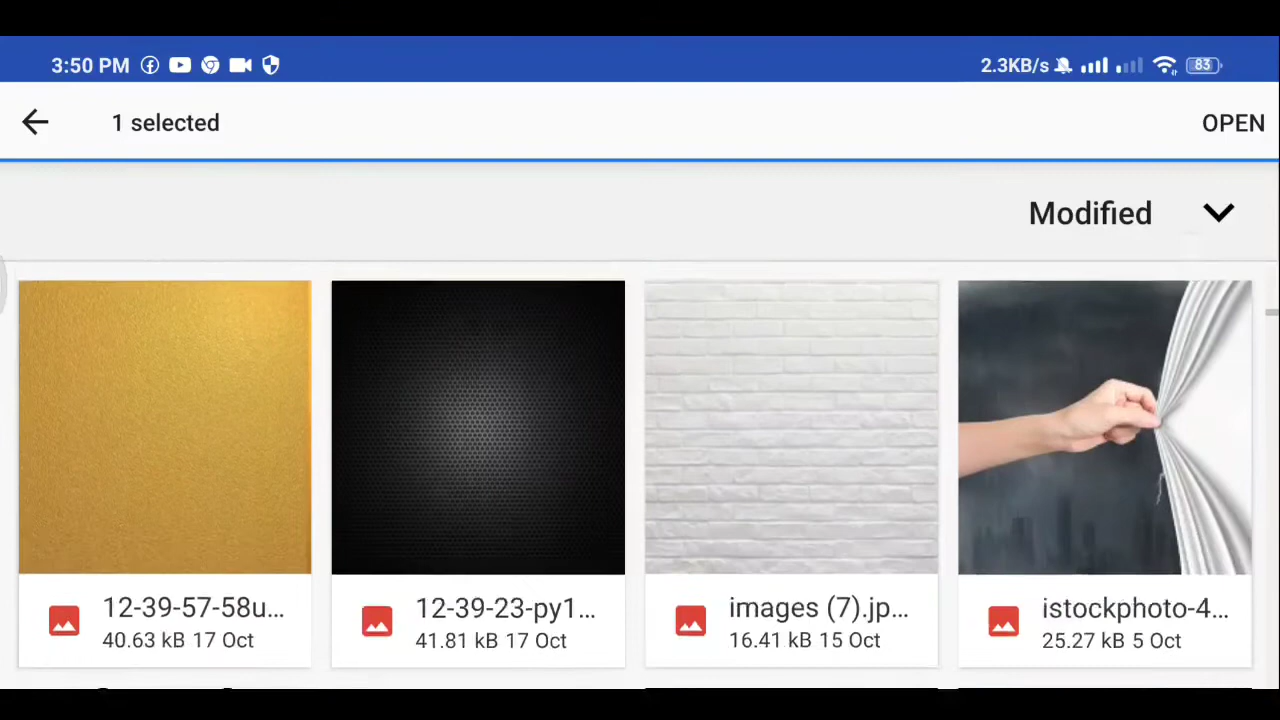 3:50 PM 2.3KB/s 83
1 selected OPEN
Modified
12-39-57-58u...
40.63 kB 17 Oct
12-39-23-py1...
41.81 kB 17 Oct
images (7).jp...
16.41 kB 15 Oct
istockphoto-4...
25.27 kB 5 Oct